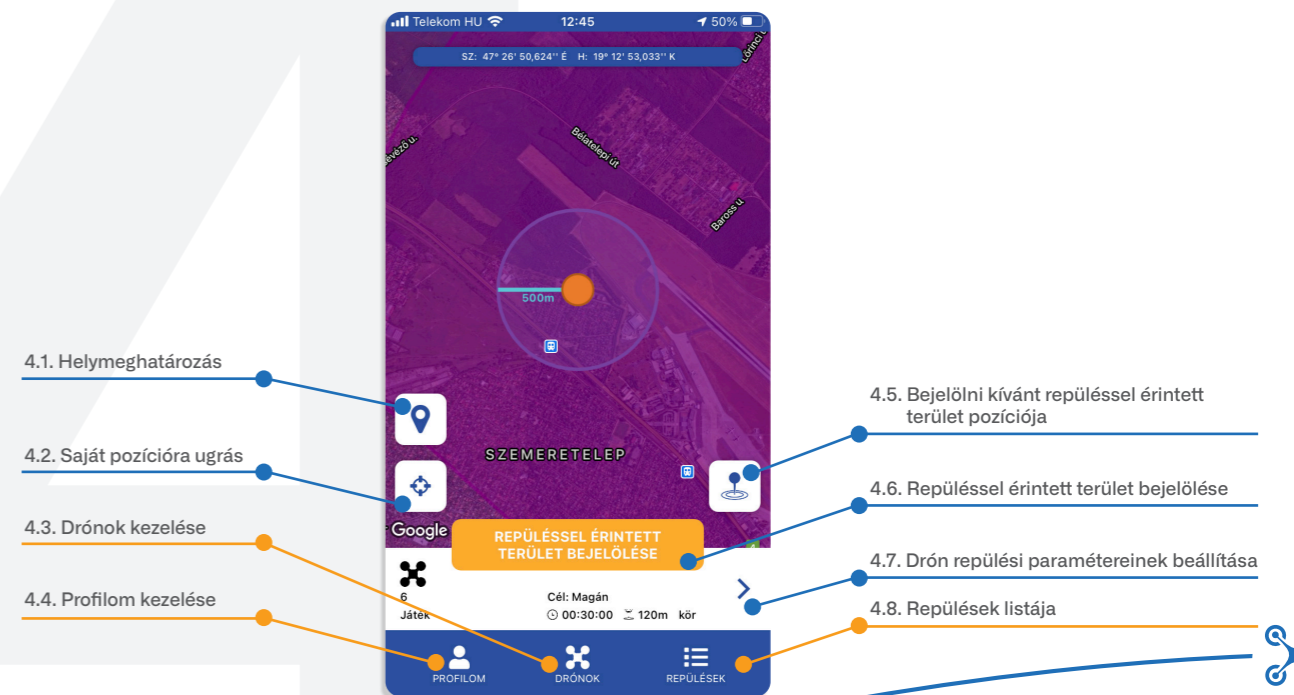 Telekom HU 12:45 50%
SZ: 47° 26' 50,624'' É H: 19° 12' 53,033'' K
Bélatelepi út
Baross u
500m
SZEMERETELEP
Google
REPÜLÉSSEL ÉRINTETT
TERÜLET BEJELÖLÉSE
6
Játék
Cél: Magán
00:30:00 120m kör
PROFILOM DRÓNOK REPÜLÉSEK
4.1. Helymeghatározás
4.2. Saját pozícióra ugrás
4.3. Drónok kezelése
4.4. Profilom kezelése
4.5. Bejelölni kívánt repüléssel érintett
terület pozíciója
4.6. Repüléssel érintett terület bejelölése
4.7. Drón repülési paramétereinek beállítása
4.8. Repülések listája
4